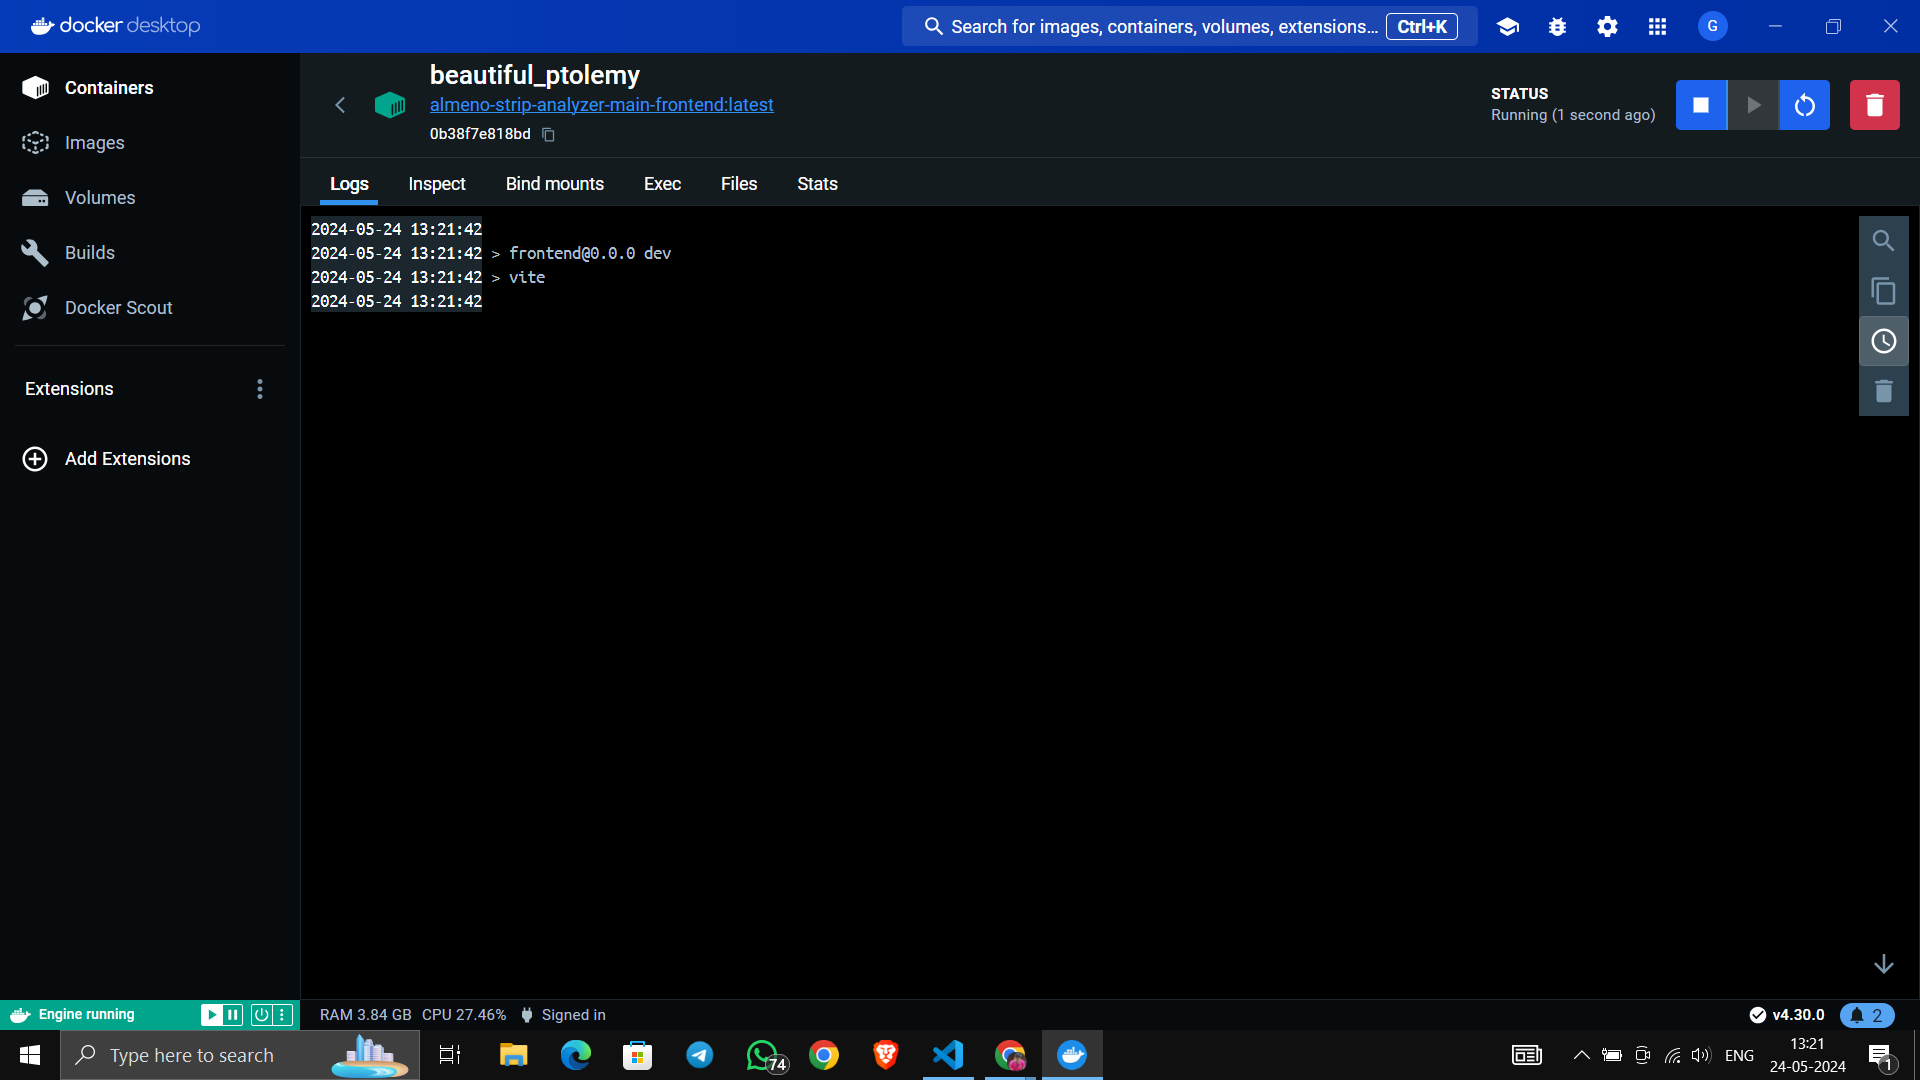 docker desktop
Search for images, containers, volumes, extensions... Ctrl+K
G
Containers
Images
Volumes
Builds
Docker Scout
Extensions
Add Extensions
beautiful_ptolemy
almeno-strip-analyzer-main-frontend:latest
0b38f7e818bd
STATUS
Running (1 second ago)
Logs Inspect Bind mounts Exec Files Stats
2024-05-24 13:21:42
2024-05-24 13:21:42 > frontend@0.0.0 dev
2024-05-24 13:21:42 > vite
2024-05-24 13:21:42
Engine running
RAM 3.84 GB CPU 27.46% Signed in
v4.30.0 2
Type here to search
74
ENG
13:21
24-05-2024
1